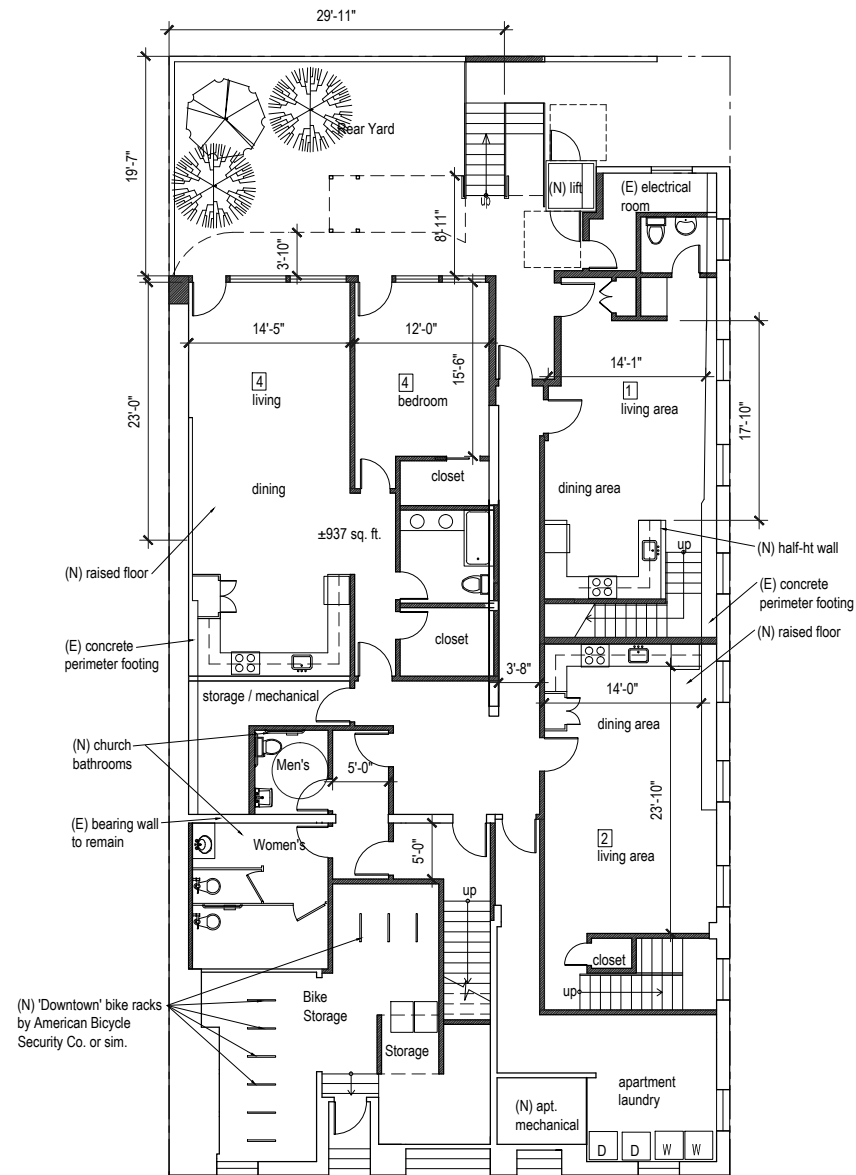 29'-11"
19'-7"
Rear Yard
up
(N) lift
(E) electrical
room
8'-11"
3'-10"
14'-5"
12'-0"
15'-6"
14'-1"
17'-10"
23'-0"
4
living
4
bedroom
1
living area
dining
closet
dining area
±937 sq. ft.
up
(N) half-ht wall
(N) raised floor
(E) concrete
perimeter footing
(E) concrete
perimeter footing
closet
(N) raised floor
3'-8"
14'-0"
storage / mechanical
dining area
(N) church
bathrooms
Men's
5'-0"
23'-10"
(E) bearing wall
to remain
Women's
5'-0"
2
living area
up
closet
up
(N) 'Downtown' bike racks
by American Bicycle
Security Co. or sim.
Bike
Storage
Storage
apartment
laundry
(N) apt.
mechanical
D
D
W
W